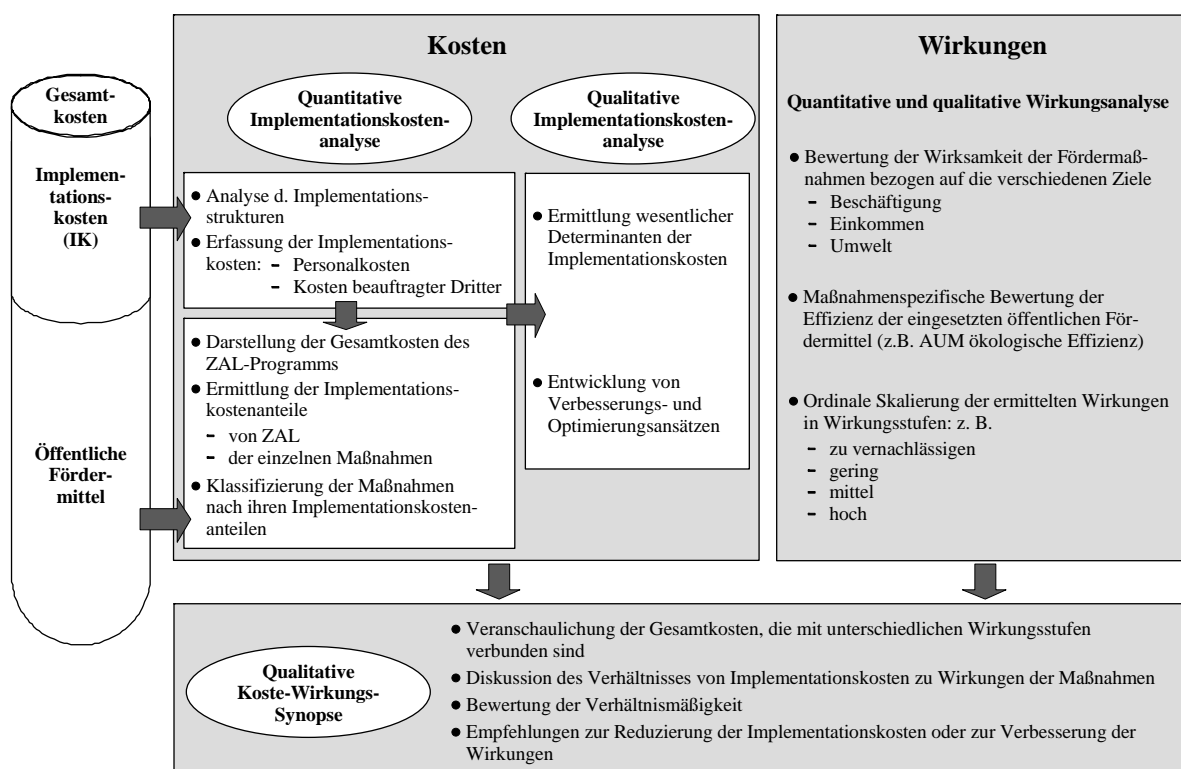 Kosten
Wirkungen
Gesamt-
kosten
Implemen-
tations-
kosten
(IK)
Öffentliche
Förder-
mittel
Quantitative
Implementationskosten-
analyse
Qualitative
Implementationskosten-
analyse
● Analyse d. Implementations-
strukturen
● Erfassung der Implementations-
kosten: - Personalkosten
- Kosten beauftragter Dritter
● Darstellung der Gesamtkosten des
ZAL-Programms
● Ermittlung der Implementations-
kostenanteile
- von ZAL
- der einzelnen Maßnahmen
● Klassifizierung der Maßnahmen
nach ihren Implementationskosten-
anteilen
● Ermittlung wesentlicher
Determinanten der
Implementationskosten
● Entwicklung von
Verbesserungs- und
Optimierungsansätzen
Quantitative und qualitative Wirkungsanalyse
● Bewertung der Wirksamkeit der Fördermaß-
nahmen bezogen auf die verschiedenen Ziele
- Beschäftigung
- Einkommen
- Umwelt
● Maßnahmenspezifische Bewertung der
Effizienz der eingesetzten öffentlichen För-
dermittel (z.B. AUM ökologische Effizienz)
● Ordinale Skalierung der ermittelten Wirkungen
in Wirkungsstufen: z. B.
- zu vernachlässigen
- gering
- mittel
- hoch
Qualitative
Koste-Wirkungs-
Synopse
● Veranschaulichung der Gesamtkosten, die mit unterschiedlichen Wirkungsstufen
verbunden sind
● Diskussion des Verhältnisses von Implementationskosten zu Wirkungen der Maßnahmen
● Bewertung der Verhältnismäßigkeit
● Empfehlungen zur Reduzierung der Implementationskosten oder zur Verbesserung der
Wirkungen